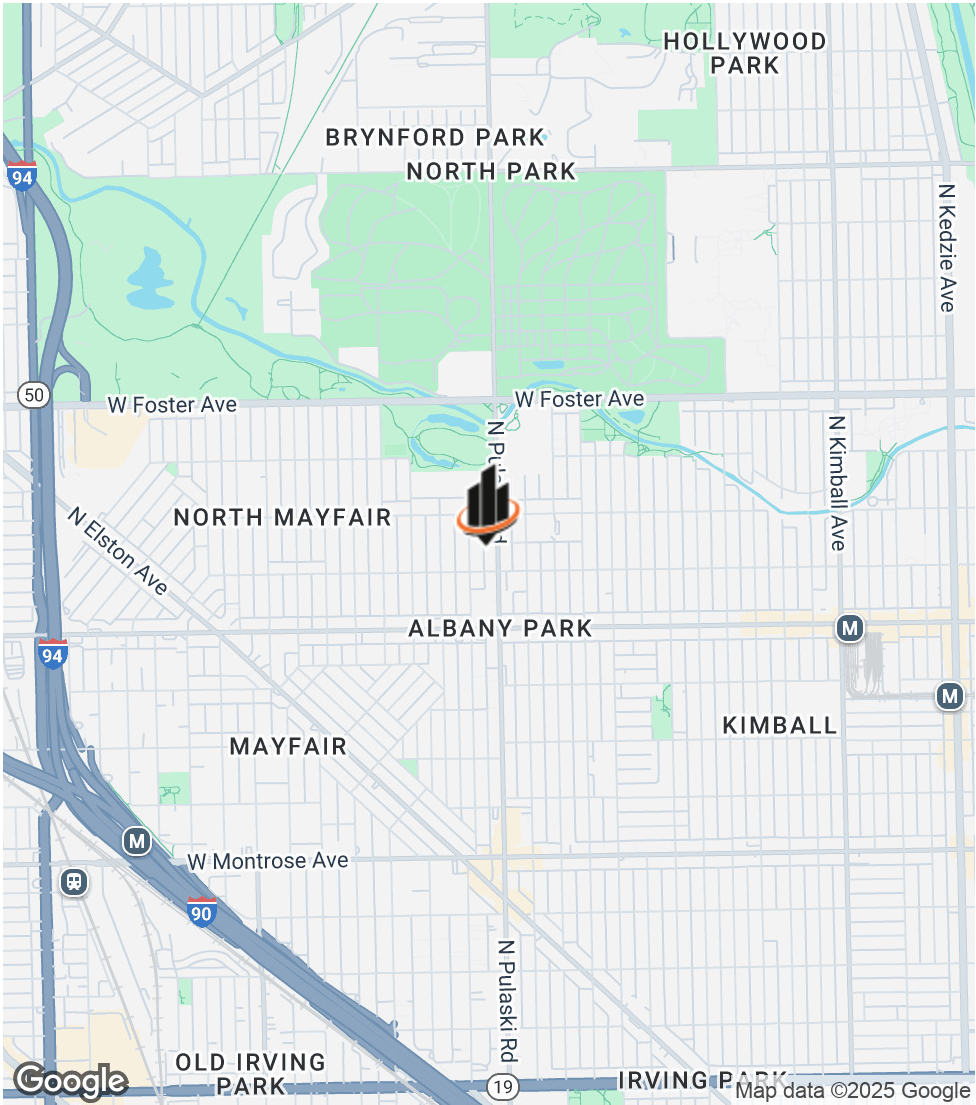 HOLLYWOOD
PARK
BRYNFORD PARK
NORTH PARK
94
N Kedzie Ave
50
W Foster Ave
W Foster Ave
N Kimball Ave
NORTH MAYFAIR
N Elston Ave
ALBANY PARK
M
94
M
KIMBALL
MAYFAIR
M
W Montrose Ave
90
N Pulaski Rd
OLD IRVING
PARK
19
IRVING PARK
Google
Map data ©2025 Google